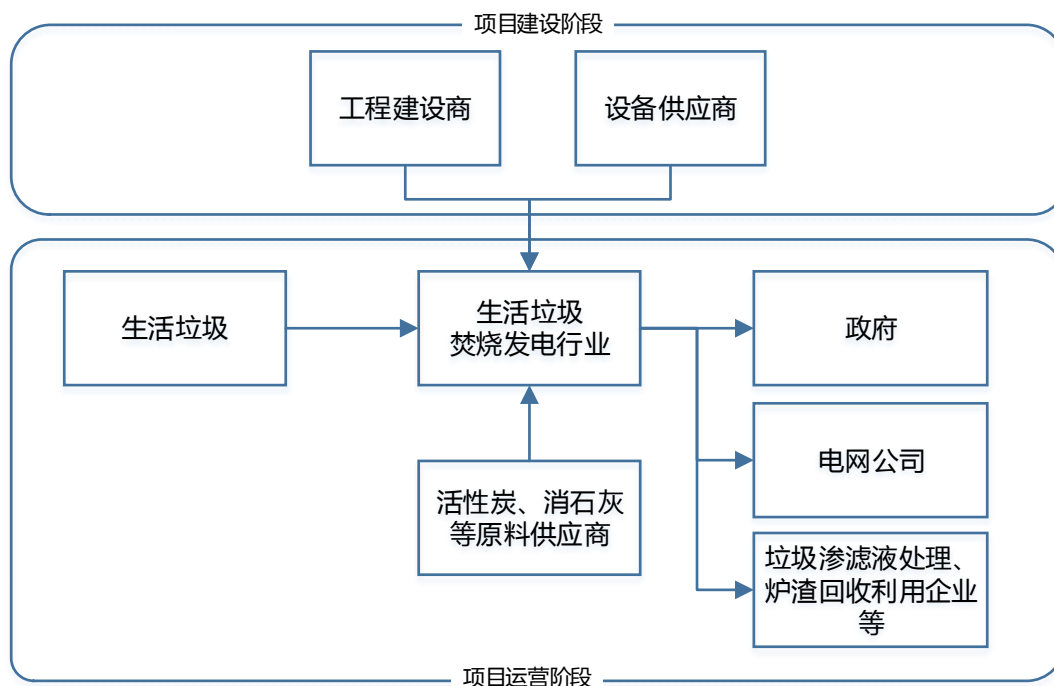 项目建设阶段
工程建设商
设备供应商
生活垃圾
生活垃圾
焚烧发电行业
政府
电网公司
活性炭、消石灰
等原料供应商
垃圾渗滤液处理、
炉渣回收利用企业
等
项目运营阶段